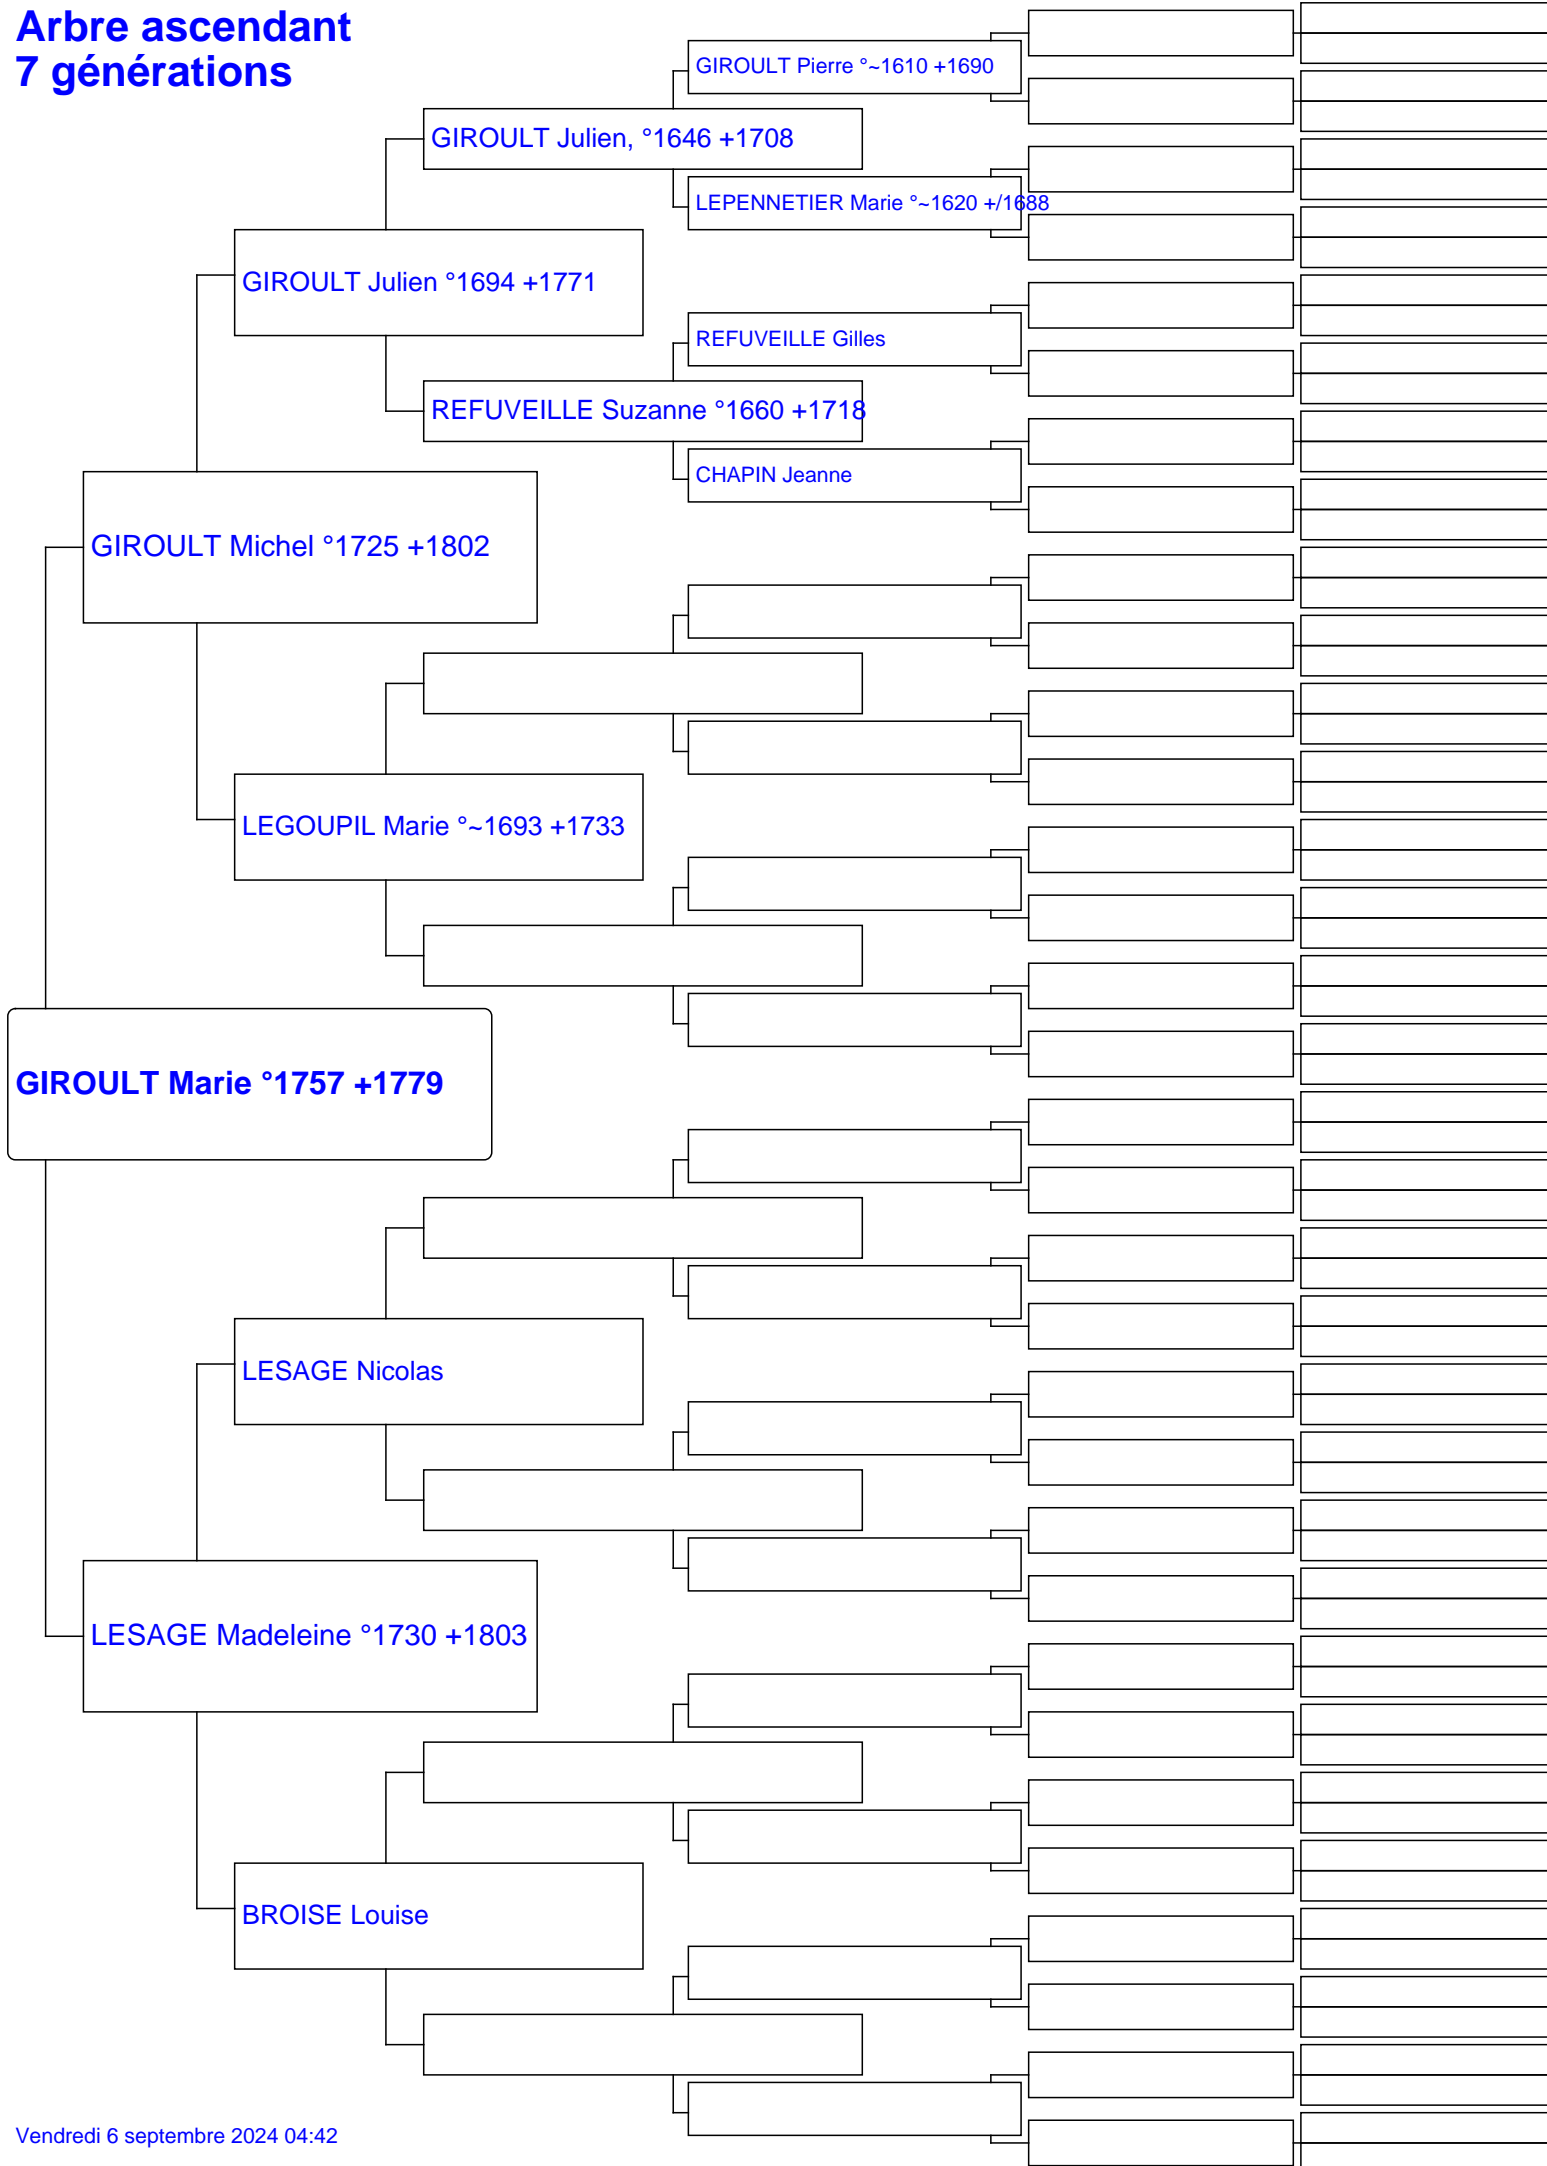 Arbre ascendant
7 générations
GIROULT Pierre °~1610 +1690
GIROULT Julien, °1646 +1708
LEPENNETIER Marie °~1620 +/1688
GIROULT Julien °1694 +1771
REFUVEILLE Gilles
REFUVEILLE Suzanne °1660 +1718
CHAPIN Jeanne
GIROULT Michel °1725 +1802
LEGOUPIL Marie °~1693 +1733
GIROULT Marie °1757 +1779
LESAGE Nicolas
LESAGE Madeleine °1730 +1803
BROISE Louise
Vendredi 6 septembre 2024 04:42